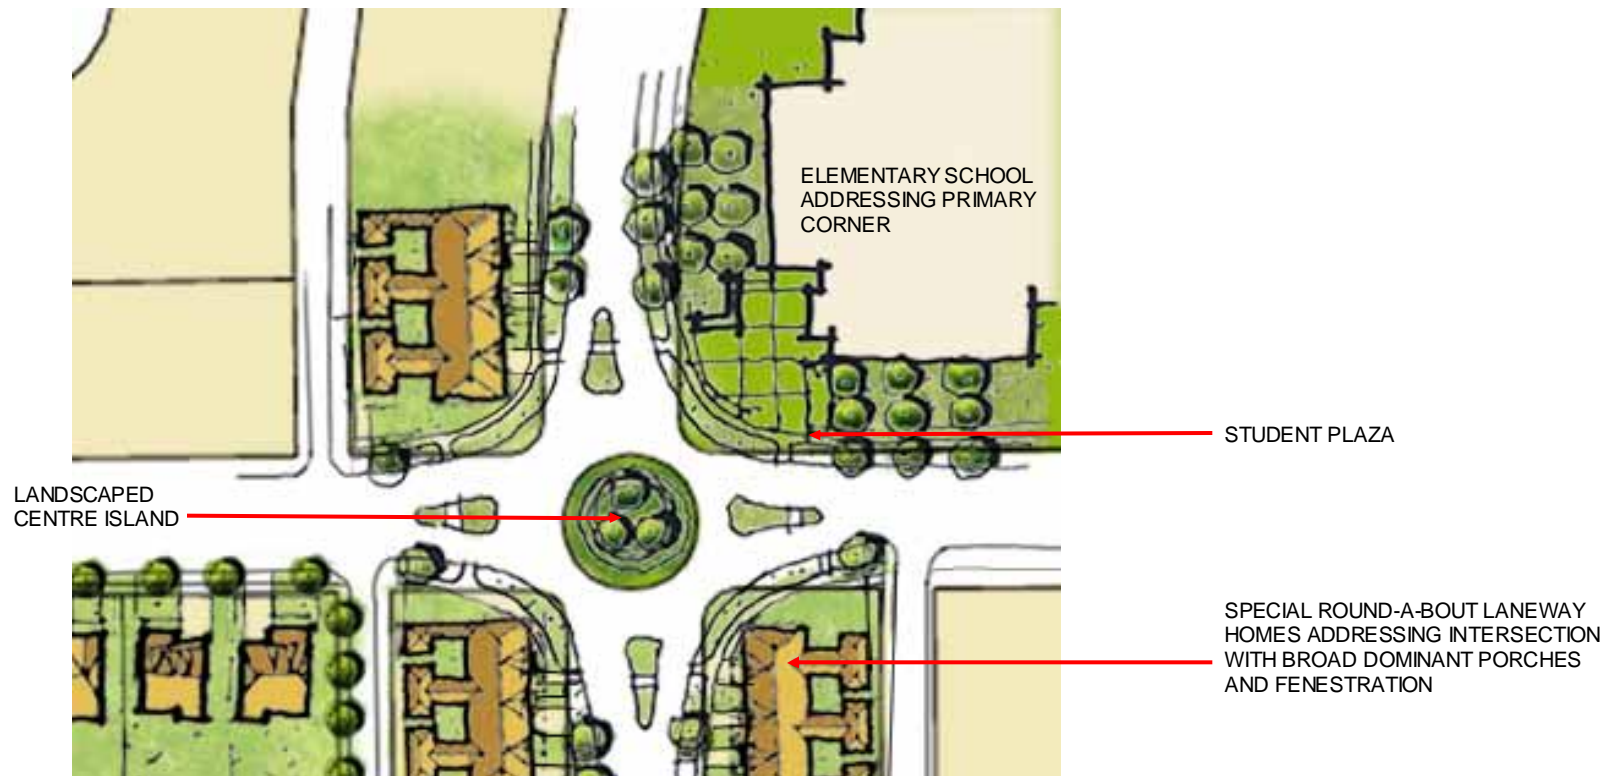 ELEMENTARY SCHOOL
ADDRESSING PRIMARY
CORNER
STUDENT PLAZA
LANDSCAPED
CENTRE ISLAND
SPECIAL ROUND-A-BOUT LANEWAY
HOMES ADDRESSING INTERSECTION
WITH BROAD DOMINANT PORCHES
AND FENESTRATION